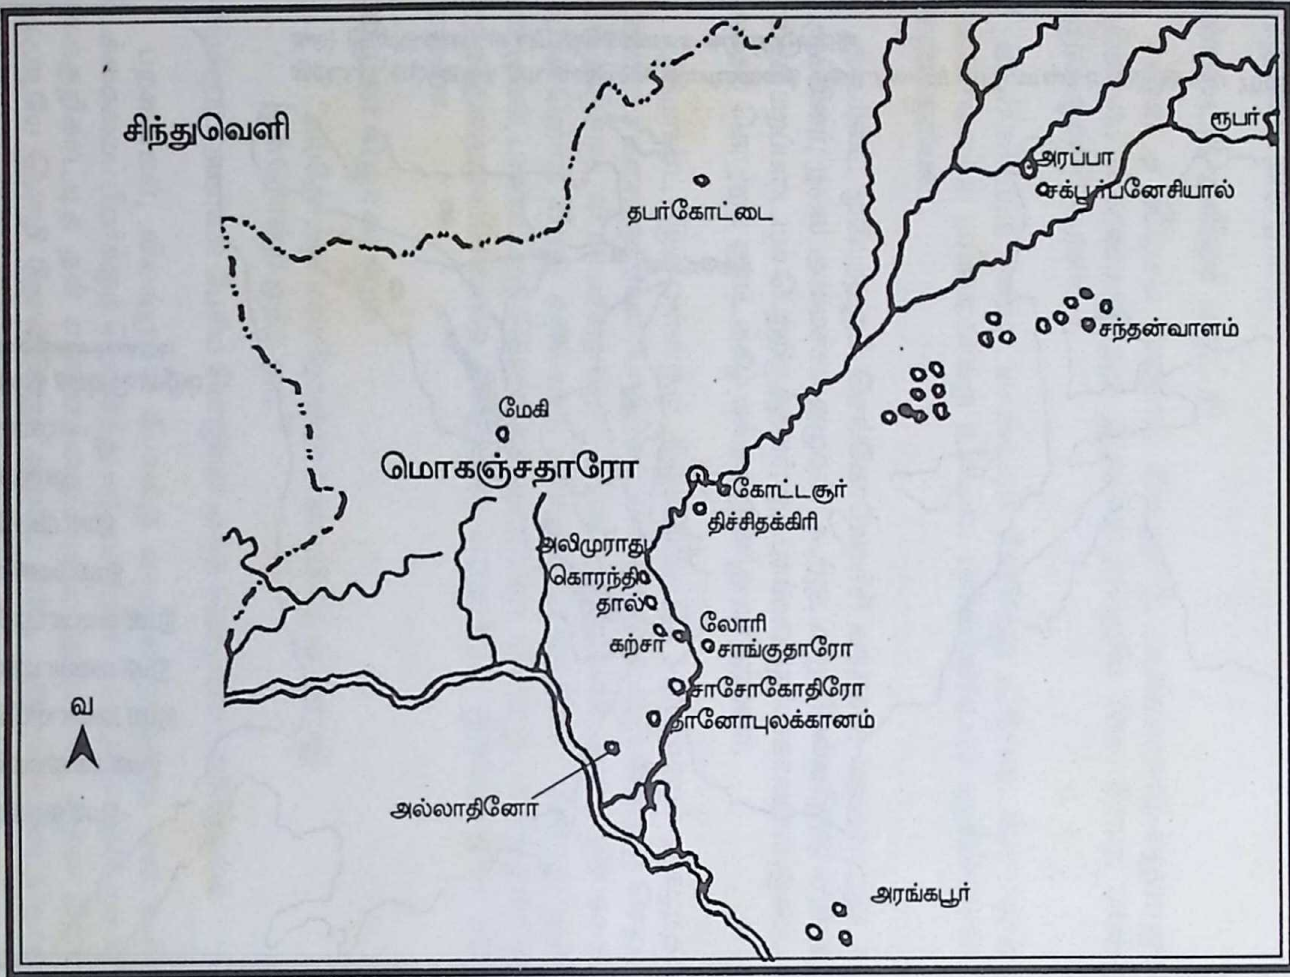 சிந்துவெளி
ரூபர்
அரப்பா
சக்பூர்பனேசியால்
தபர்கோட்டை
சந்தன்வாளம்
மேகி
மொகஞ்சதாரோ
கோட்டசூர்
திச்சிதக்கிரி
அலிமுராது
கொரந்தி
தால்
லோரி
கற்சர்
சாங்குதாரோ
சாசோகோதிரோ
தானோபுலக்கானம்
வ
அல்லாதினோர்
அரங்கபூர்